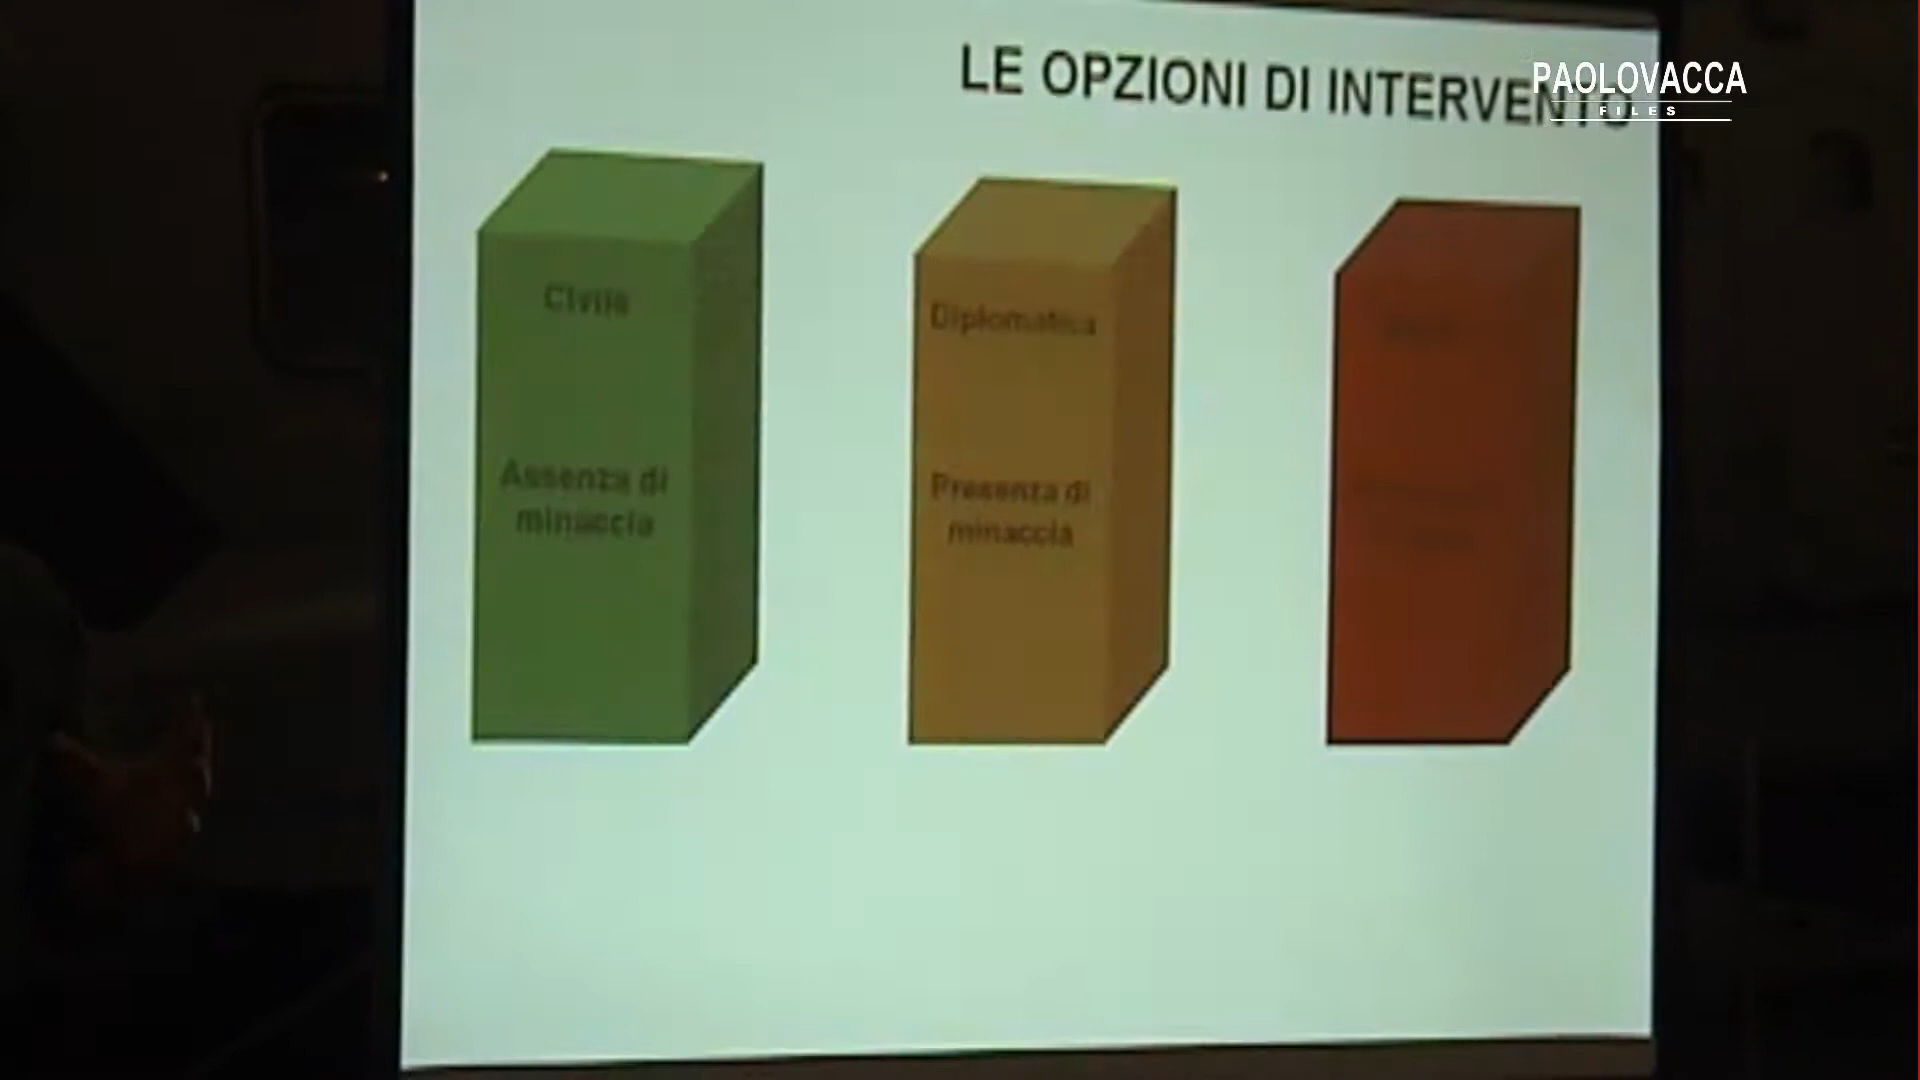 LE OPZIONI DI INTERVENTO
PAOLOVACCA
FILES
Civile
Assenza di
minaccia
Diplomatica
Presenza di
minaccia